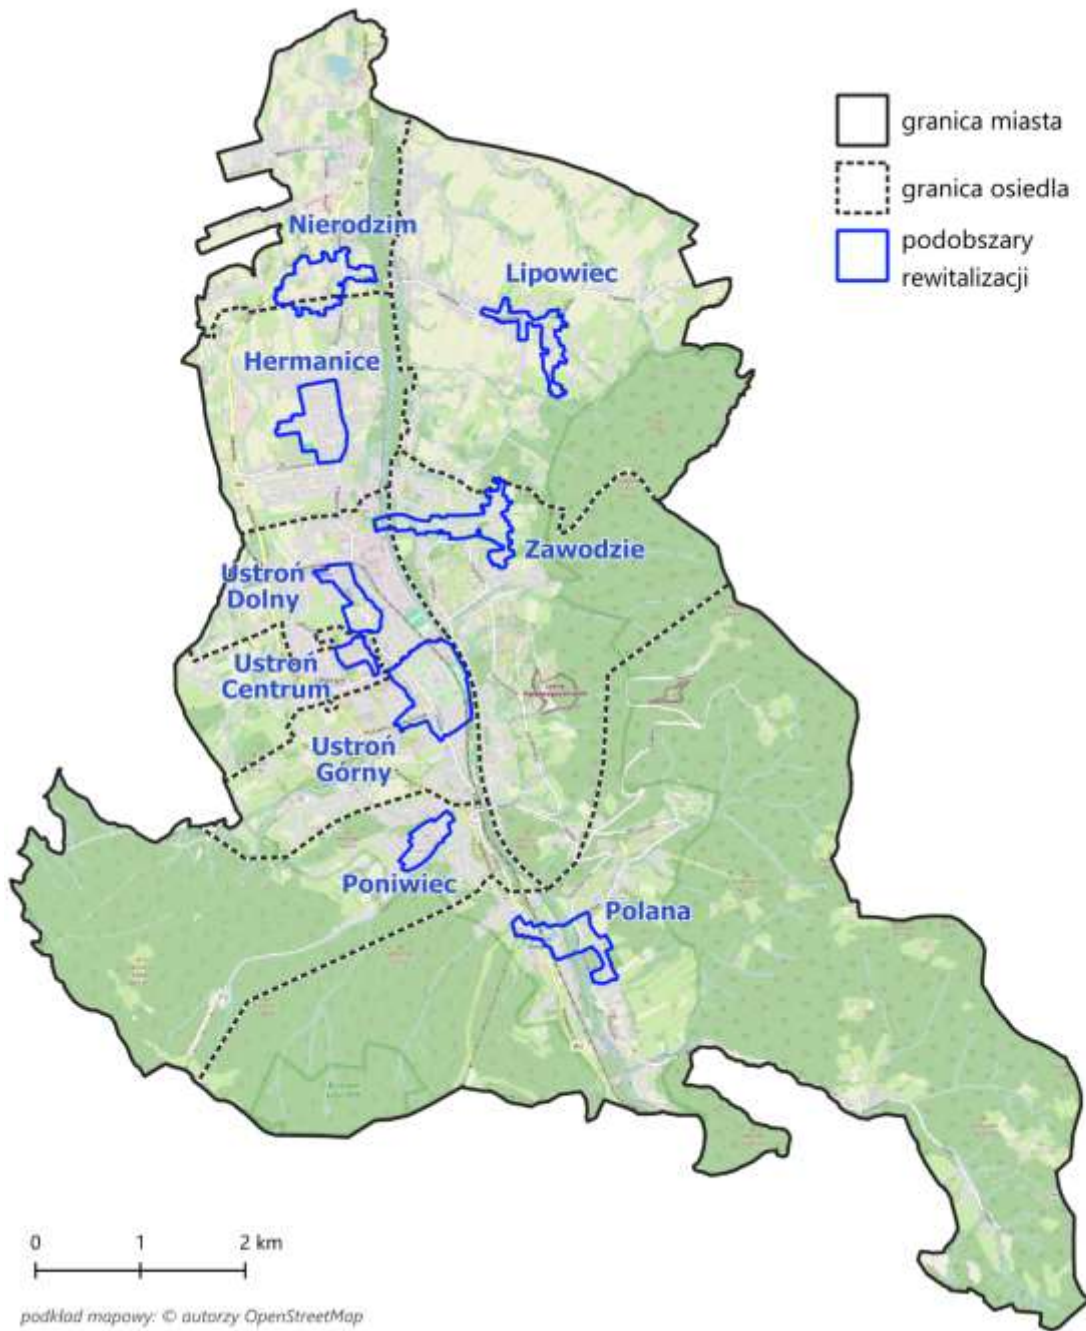 granica miasta
granica osiedla
podobszary
rewitalizacji
Nierodzim
Lipowiec
Hermanice
Zawodzie
Ustroń
Dolny
Ustroń
Centrum
Ustroń
Górny
Poniwiec
Polana
0 1 2 km
podkład mapowy: © autorzy OpenStreetMap